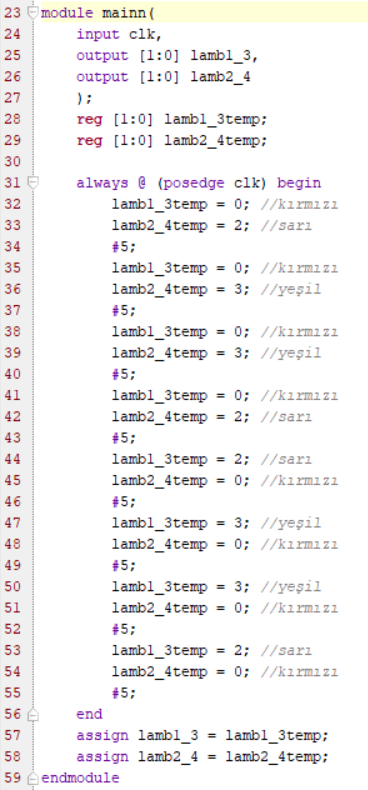 23 module mainn(
24 input clk,
25 output [1:0] lamb1_3,
26 output [1:0] lamb2_4
27 );
28 reg [1:0] lamb1_3temp;
29 reg [1:0] lamb2_4temp;
30
31 always @ (posedge clk) begin
32 lamb1_3temp = 0; //kırmızı
33 lamb2_4temp = 2; //sarı
34 #5;
35 lamb1_3temp = 0; //kırmızı
36 lamb2_4temp = 3; //yeşil
37 #5;
38 lamb1_3temp = 0; //kırmızı
39 lamb2_4temp = 3; //yeşil
40 #5;
41 lamb1_3temp = 0; //kırmızı
42 lamb2_4temp = 2; //sarı
43 #5;
44 lamb1_3temp = 2; //sarı
45 lamb2_4temp = 0; //kırmızı
46 #5;
47 lamb1_3temp = 3; //yeşil
48 lamb2_4temp = 0; //kırmızı
49 #5;
50 lamb1_3temp = 3; //yeşil
51 lamb2_4temp = 0; //kırmızı
52 #5;
53 lamb1_3temp = 2; //sarı
54 lamb2_4temp = 0; //kırmızı
55 #5;
56 end
57 assign lamb1_3 = lamb1_3temp;
58 assign lamb2_4 = lamb2_4temp;
59 endmodule